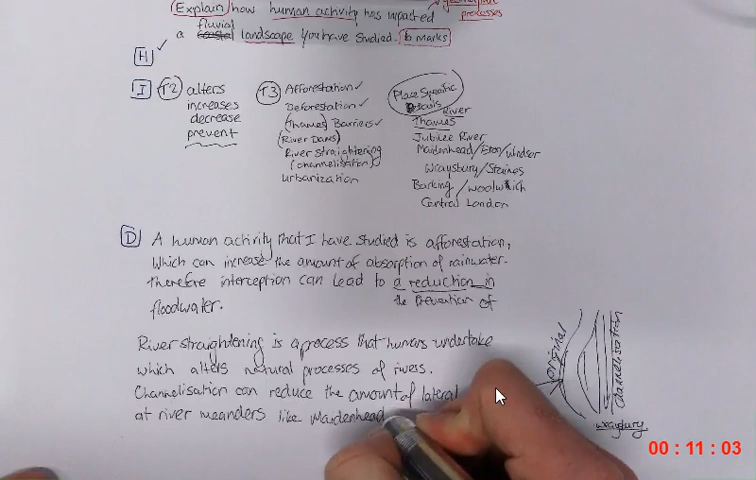 Explain how human activity has impacted
processes
fluvial
a coastal landscape you have studied. 6 marks
H ✓
I
T2 alters
increases
decrease
prevent
T3 Afforestation ✓
Deforestation ✓
(Thames) Barriers ✓
(River Dams)
River straightening
(channelisation)
urbanization
Place Specific
River
Thames
Jubilee River
Maidenhead/Eton/windsor
Wraysbury/Staines
Barking/woolwich
Central London
D A human activity that I have studied is afforestation,
which can increase the amount of absorption of rainwater.
therefore interception can lead to a reduction in
the prevention of
floodwater.
River straightening is a process that humans undertake
which alters natural processes of rivers.
Channelisation can reduce the amount of lateral
at river meanders like Maidenhead
original
channelisation
wraysbury
00:11:03